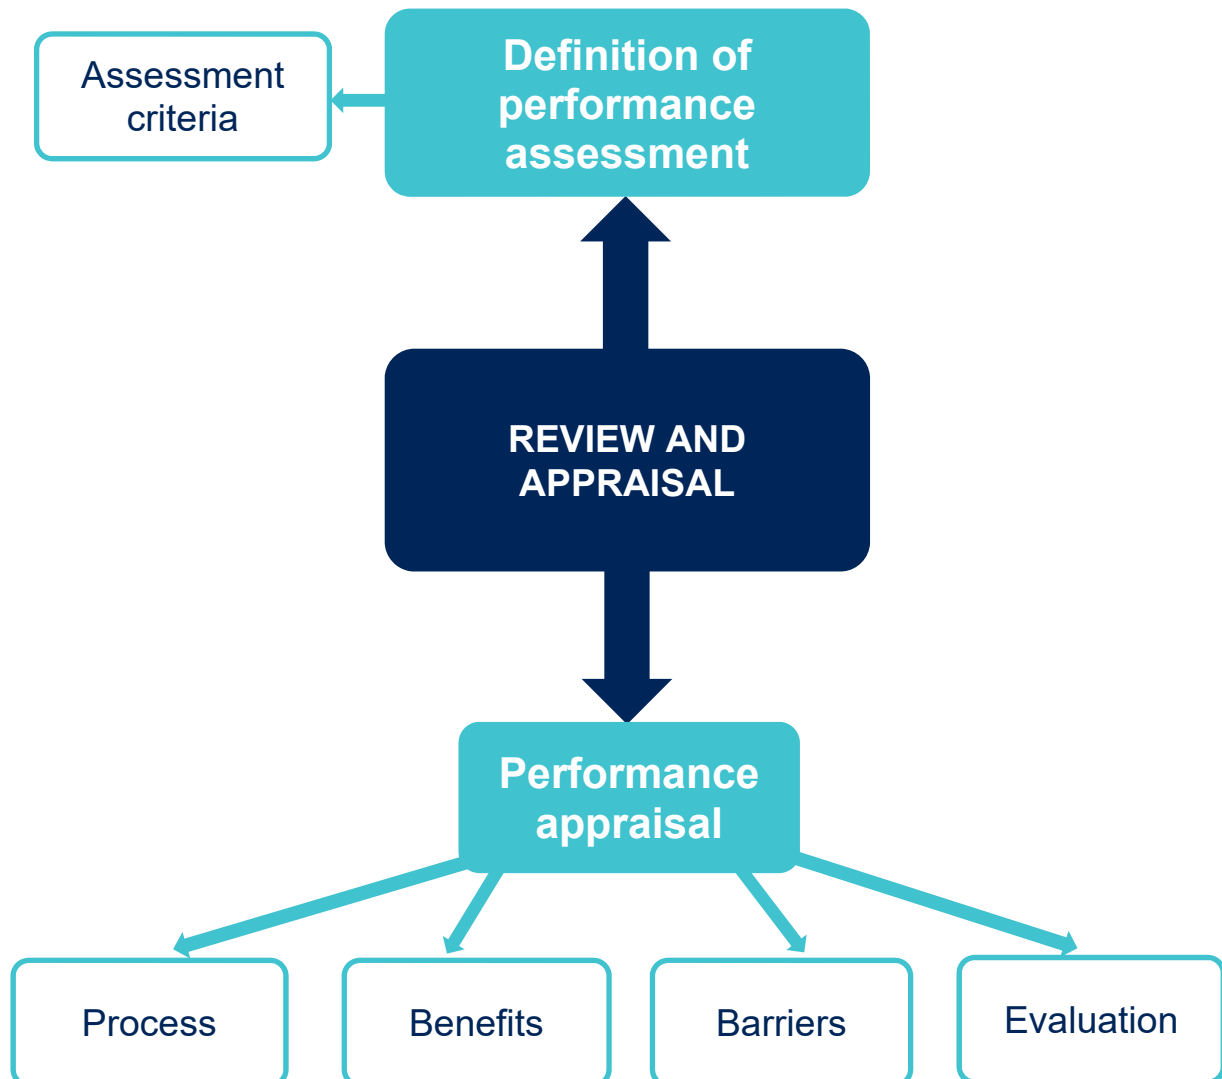 Assessment
criteria
Definition of
performance
assessment
REVIEW AND
APPRAISAL
Performance
appraisal
Process
Benefits
Barriers
Evaluation